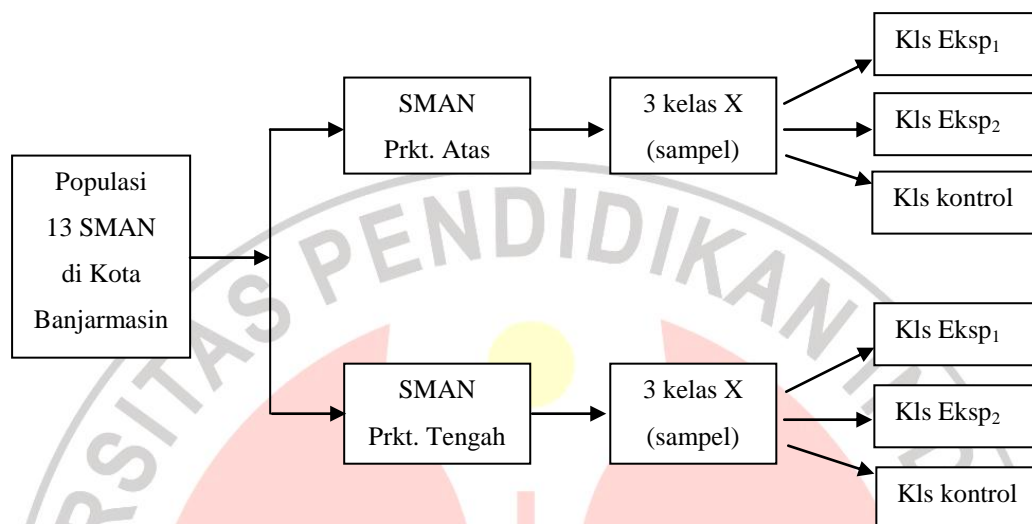 Populasi
13 SMAN
di Kota
Banjarmasin
SMAN
Prkt. Atas
3 kelas X
(sampel)
Kls Eksp₁
Kls Eksp₂
Kls kontrol
SMAN
Prkt. Tengah
3 kelas X
(sampel)
Kls Eksp₁
Kls Eksp₂
Kls kontrol
PENDIDIKAN